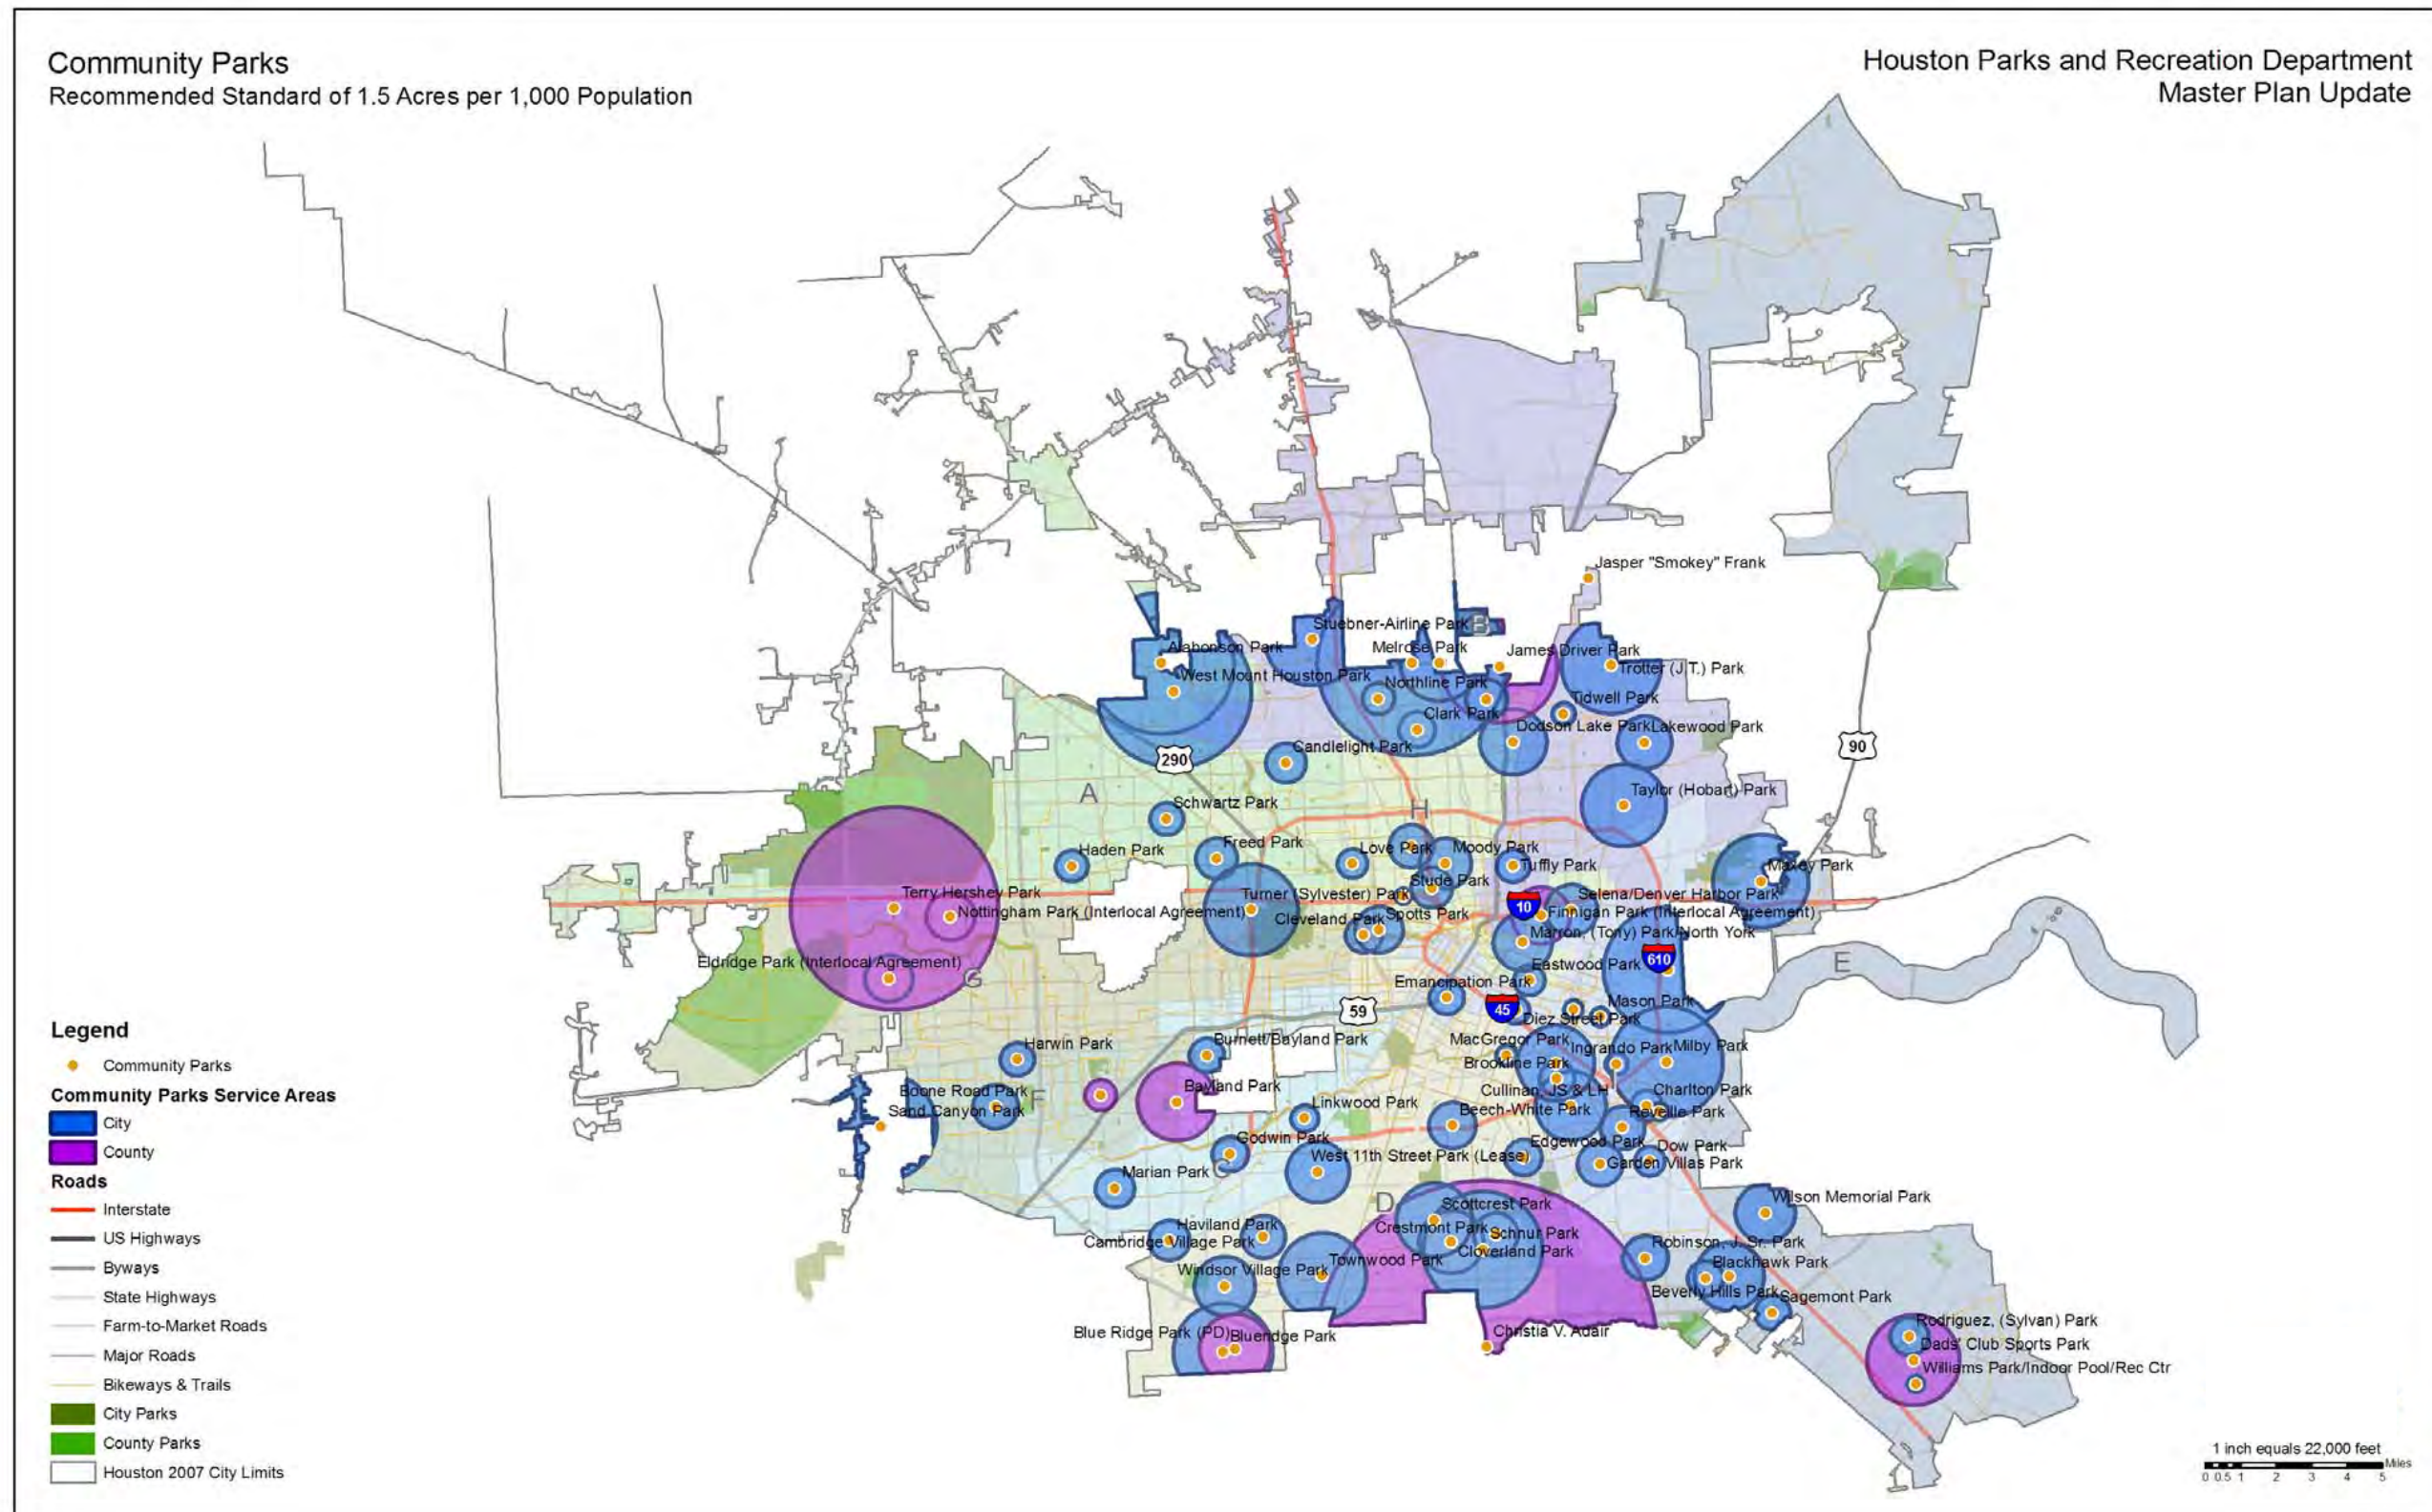 Community Parks
Recommended Standard of 1.5 Acres per 1,000 Population
Houston Parks and Recreation Department
Master Plan Update
Jasper "Smokey" Frank
Stuebner-Airline Park
B
Alabonson Park
Melrose Park
James Driver Park
Trotter (J.T.) Park
West Mount Houston Park
Northline Park
Tidwell Park
Clark Park
Dodson Lake Park
Lakewood Park
Candlelight Park
290
90
A
Taylor (Hobart) Park
Schwartz Park
H
Freed Park
Haden Park
Love Park
Moody Park
Tuffly Park
Maxey Park
Stude Park
Terry Hershey Park
Turner (Sylvester) Park
Selena/Denver Harbor Park
10
Nottingham Park (Interlocal Agreement)
Cleveland Park
Spotts Park
Finnigan Park (Interlocal Agreement)
Marron, (Tony) Park/North York
Eldridge Park (Interlocal Agreement)
Eastwood Park
610
E
G
Emancipation Park
59
45
Mason Park
Diez Street Park
Harwin Park
Burnett/Bayland Park
MacGregor Park
Ingrando Park
Milby Park
Brookline Park
I
Boone Road Park
F
Bayland Park
Cullinan, JS & LH
Charlton Park
Sand Canyon Park
Linkwood Park
Beech-White Park
Reveille Park
Godwin Park
Edgewood Park
Dow Park
West 11th Street Park (Lease)
Garden Villas Park
Marian Park
C
D
Scottcrest Park
Wilson Memorial Park
Haviland Park
Crestmont Park
Schnur Park
Cambridge Village Park
Cloverland Park
Robinson, J. Sr. Park
Townwood Park
Blackhawk Park
Windsor Village Park
Beverly Hills Park
Sagemont Park
Blue Ridge Park (PD)
Blueridge Park
Christia V. Adair
Rodriguez, (Sylvan) Park
Dads' Club Sports Park
Williams Park/Indoor Pool/Rec Ctr
Legend
Community Parks
Community Parks Service Areas
City
County
Roads
Interstate
US Highways
Byways
State Highways
Farm-to-Market Roads
Major Roads
Bikeways & Trails
City Parks
County Parks
Houston 2007 City Limits
1 inch equals 22,000 feet
Miles
0 0.5 1 2 3 4 5